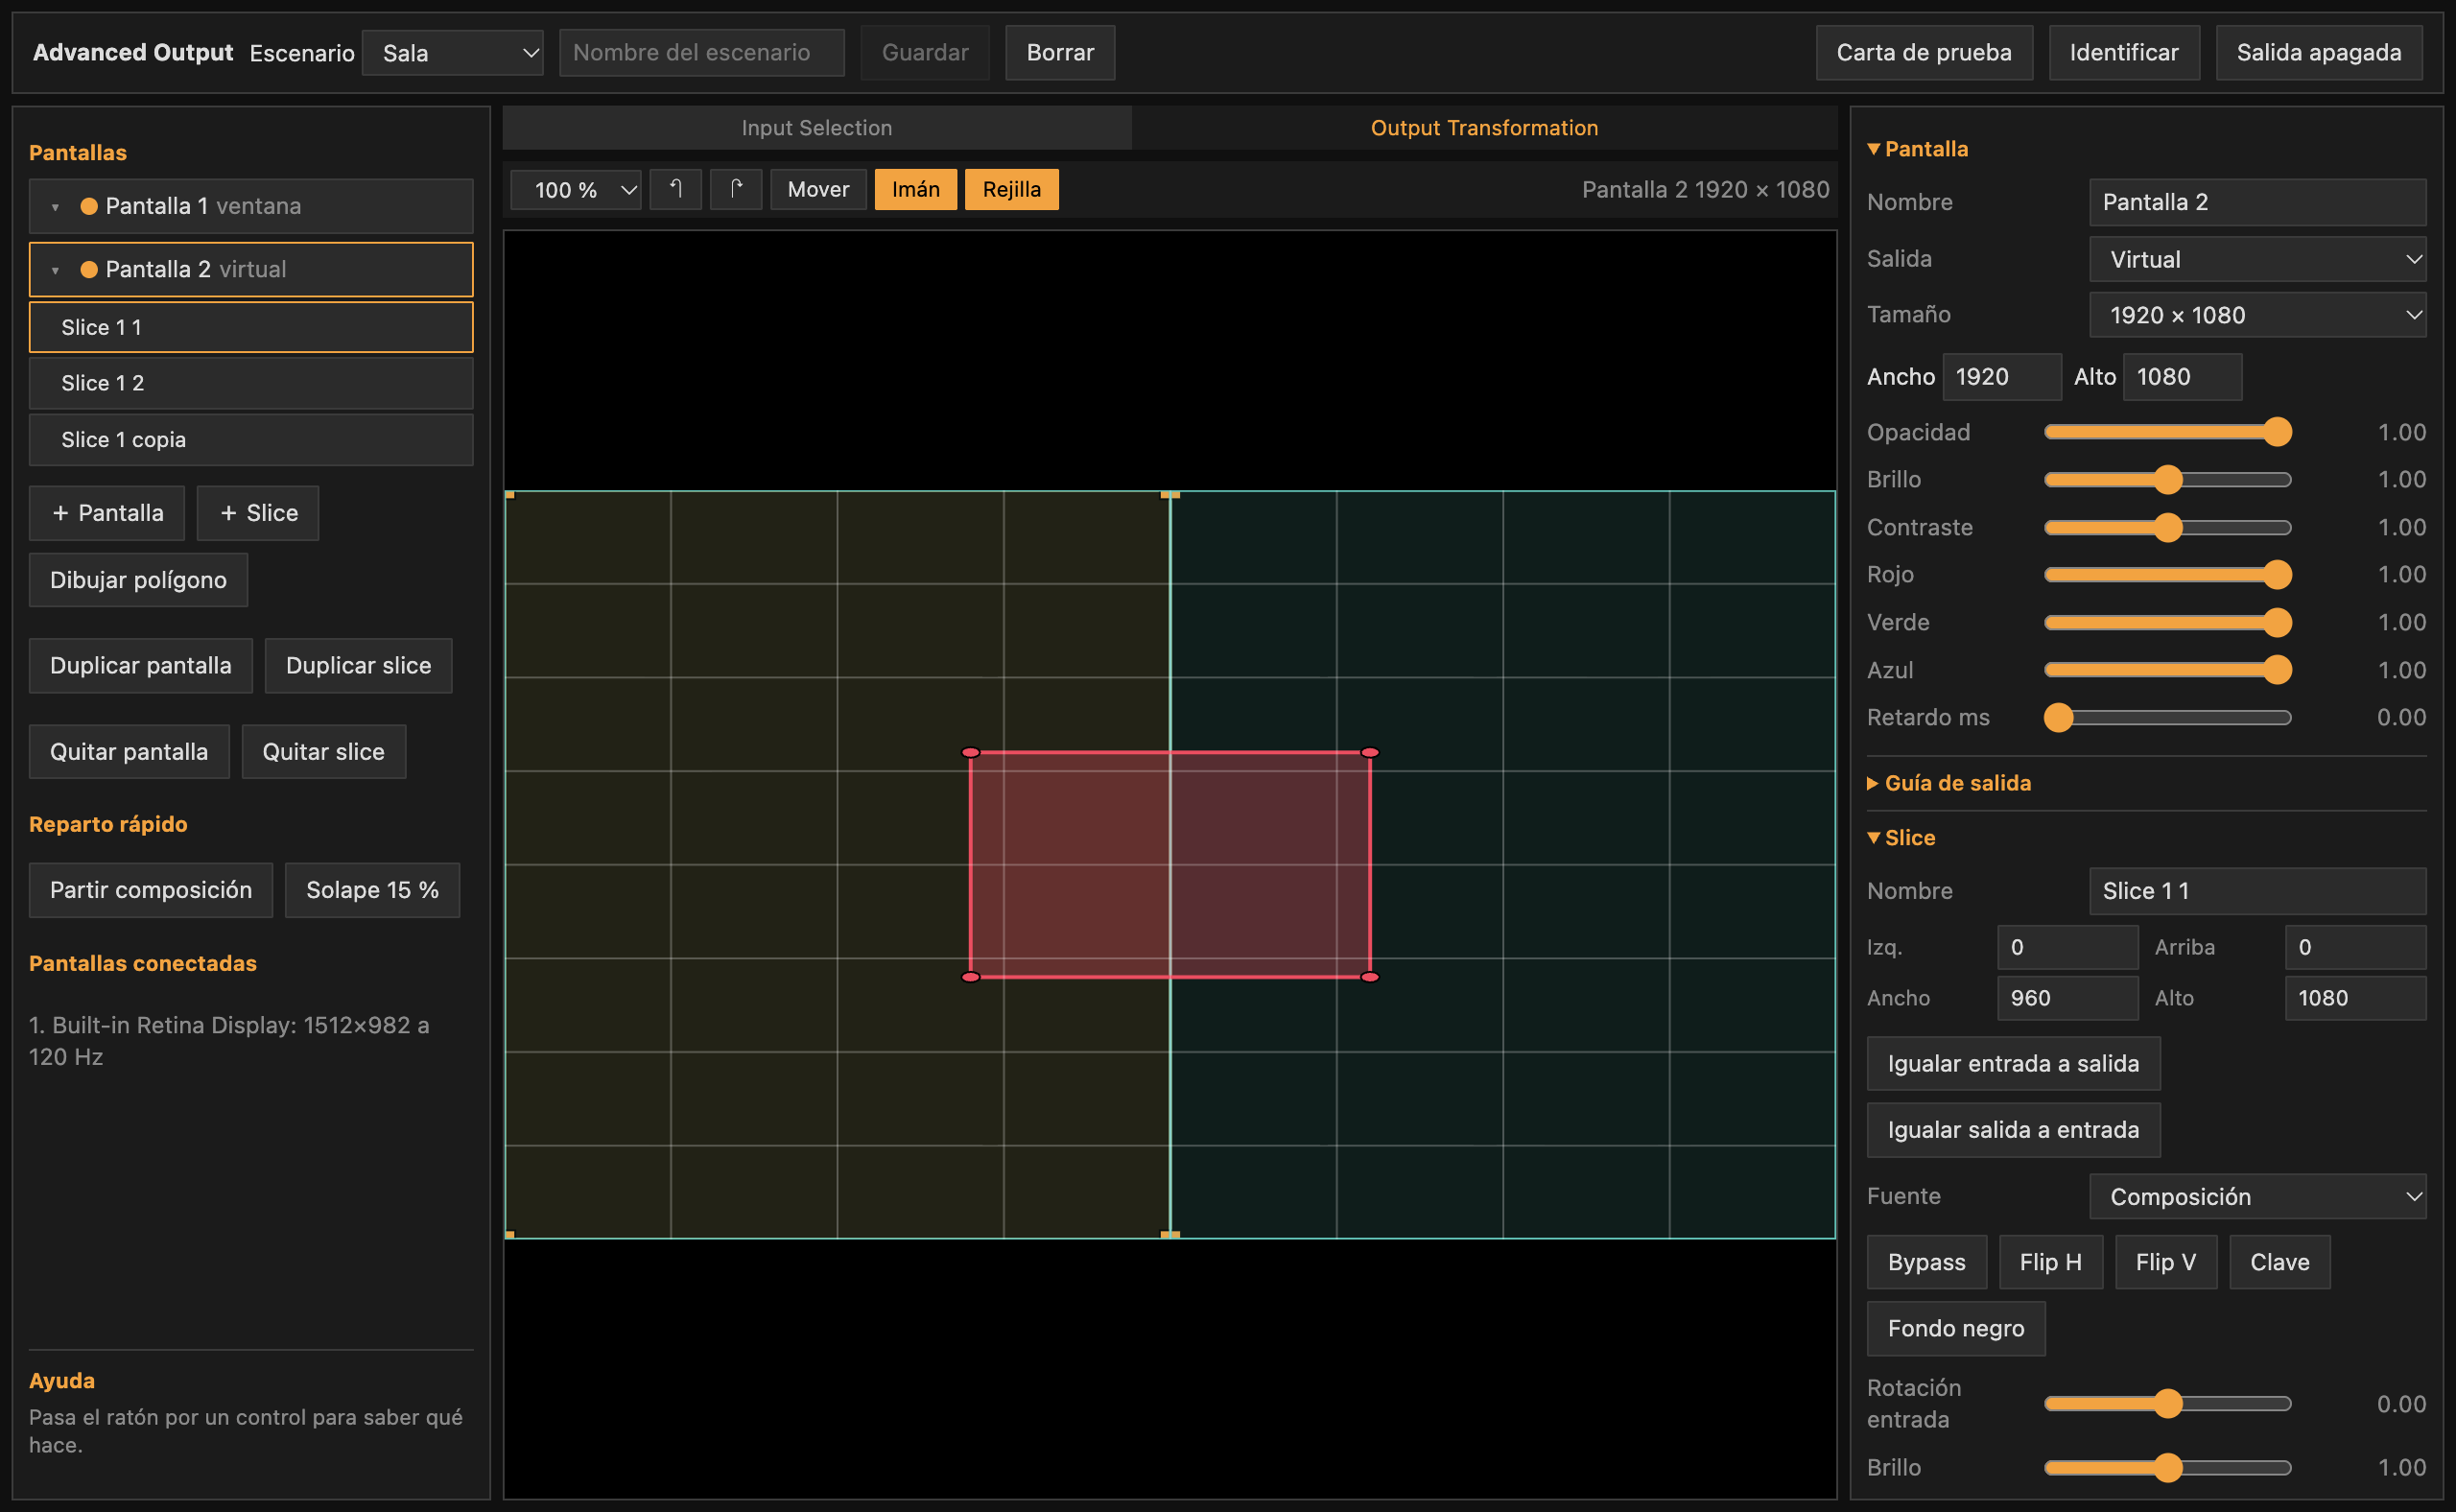 Advanced Output Escenario Sala Nombre del escenario Guardar Borrar Carta de prueba Identificar Salida apagada
Pantallas
Pantalla 1 ventana
Pantalla 2 virtual
Slice 1 1
Slice 1 2
Slice 1 copia
+ Pantalla + Slice
Dibujar polígono
Duplicar pantalla Duplicar slice
Quitar pantalla Quitar slice
Reparto rápido
Partir composición Solape 15 %
Pantallas conectadas
1. Built-in Retina Display: 1512×982 a
120 Hz
Ayuda
Pasa el ratón por un control para saber qué
hace.
Input Selection Output Transformation
100 % Mover Imán Rejilla Pantalla 2 1920 × 1080
Pantalla
Nombre Pantalla 2
Salida Virtual
Tamaño 1920 × 1080
Ancho 1920 Alto 1080
Opacidad 1.00
Brillo 1.00
Contraste 1.00
Rojo 1.00
Verde 1.00
Azul 1.00
Retardo ms 0.00
Guía de salida
Slice
Nombre Slice 1 1
Izq. 0 Arriba 0
Ancho 960 Alto 1080
Igualar entrada a salida
Igualar salida a entrada
Fuente Composición
Bypass Flip H Flip V Clave
Fondo negro
Rotación
entrada 0.00
Brillo 1.00